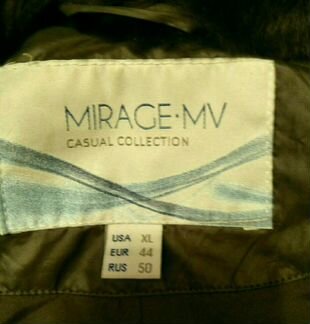 MIRAGE·MV
CASUAL COLLECTION
USA XL
EUR 44
RUS 50